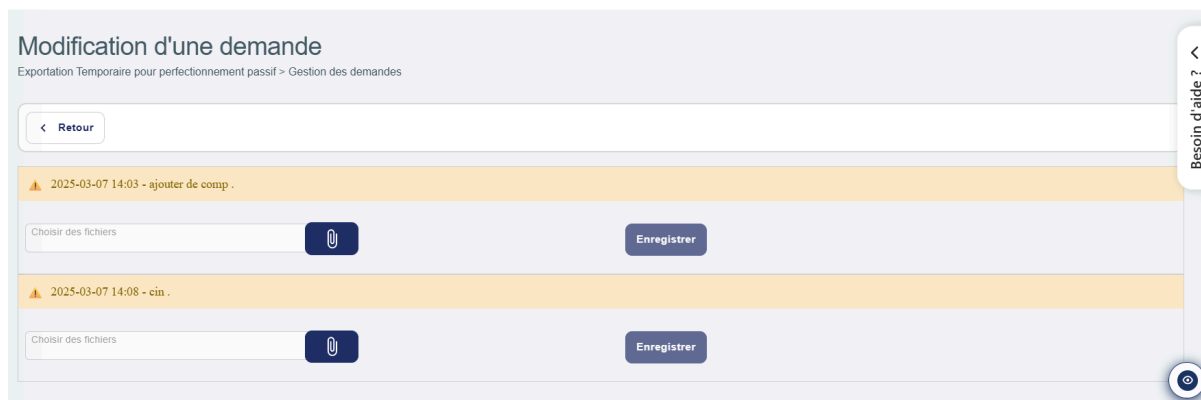 Modification d'une demande
Exportation Temporaire pour perfectionnement passif > Gestion des demandes
Besoin d'aide ?
Retour
2025-03-07 14:03 - ajouter de comp .
Choisir des fichiers
Enregistrer
2025-03-07 14:08 - cin .
Choisir des fichiers
Enregistrer